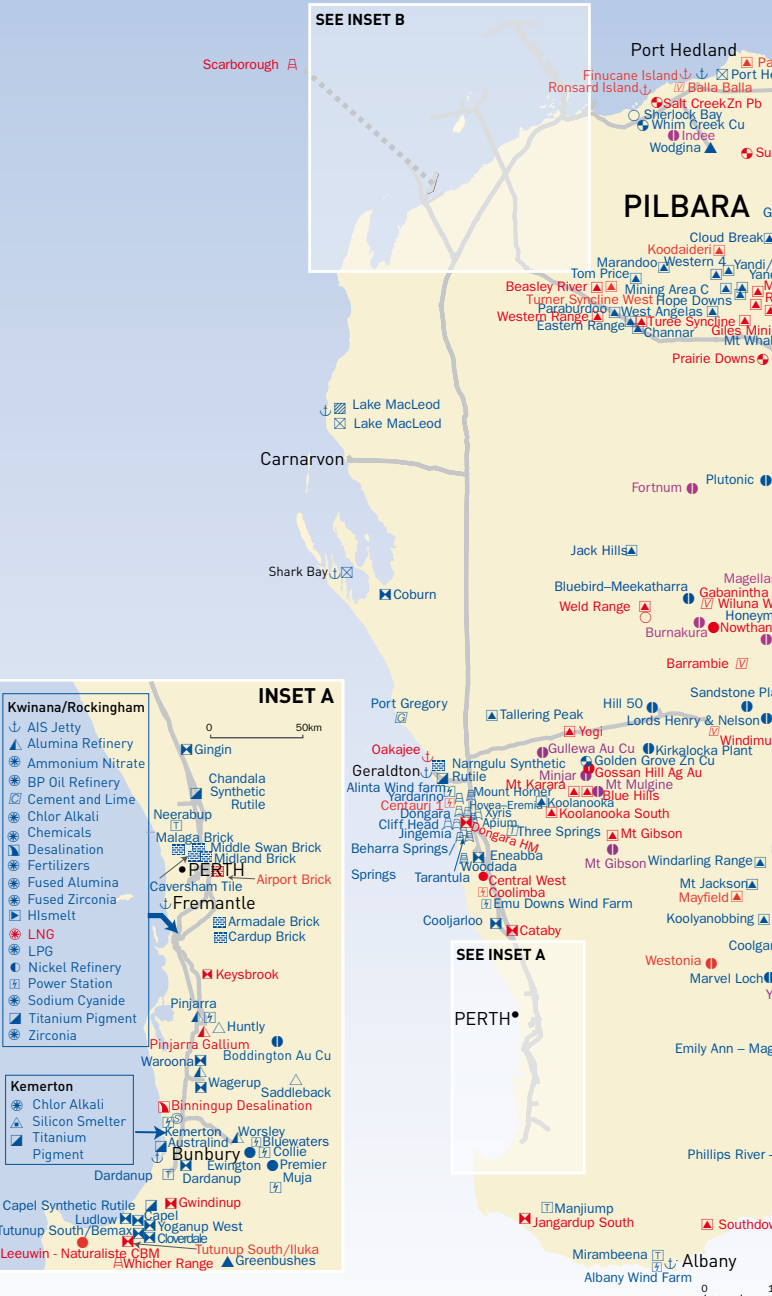 SEE INSET B
Port Hedland
Scarborough
Finucane Island
Port He
Ronsard Island
Balla Balla
Salt Creek Zn Pb
Sherlock Bay
Whim Creek Cu
Indee
Wodgina
Su
PILBARA
Cloud Break
Koodaideri
Marandoo
Western 4
Yandi/
Tom Price
Beasley River
Mining Area C
Turner Syncline West
Hope Downs
Paraburdoo
West Angelas
Western Range
Turee Syncline
Eastern Range
Channar
Giles Mini
Mt Whal
Prairie Downs
Lake MacLeod
Lake MacLeod
Carnarvon
Plutonic
Fortnum
Jack Hills
Shark Bay
Magella
Coburn
Bluebird–Meekatharra
Gabanintha
Weld Range
Wiluna W
Honeym
Burnakura
Nowthan
Barrambie
Sandstone Pla
Port Gregory
Hill 50
Tallering Peak
Lords Henry & Nelson
Yogi
Windimu
Oakajee
Gullewa Au Cu
Kirkalocka Plant
Geraldton
Narngulu Synthetic
Rutile
Golden Grove Zn Cu
Minjar
Gossan Hill Ag Au
Alinta Wind farm
Mt Karara
Mt Mulgine
Yardarino
Mount Horner
Blue Hills
Centauri 1
Hovea–Eremia
Koolanooka
Dongara
Xyris
Koolanooka South
Cliff Head
Apium
Jingemia
Dongara HM
Three Springs
Mt Gibson
Beharra Springs
Eneabba
Mt Gibson
Windarling Range
Woodada
Springs
Tarantula
Central West
Mt Jackson
Coolimba
Mayfield
Emu Downs Wind Farm
Cooljarloo
Koolyanobbing
Cataby
Coolgar
SEE INSET A
Westonia
Marvel Loch
PERTH
Emily Ann – Mag
Phillips River –
Manjiump
Jangardup South
Southdow
Mirambeena
Albany
Albany Wind Farm
0
INSET A
0 50km
Kwinana/Rockingham
AIS Jetty
Alumina Refinery
Ammonium Nitrate
BP Oil Refinery
Cement and Lime
Chlor Alkali
Chemicals
Desalination
Fertilizers
Fused Alumina
Fused Zirconia
HIsmelt
LNG
LPG
Nickel Refinery
Power Station
Sodium Cyanide
Titanium Pigment
Zirconia
Kemerton
Chlor Alkali
Silicon Smelter
Titanium
Pigment
Gingin
Chandala
Synthetic
Rutile
Neerabup
Malaga Brick
Middle Swan Brick
Midland Brick
PERTH
Caversham Tile
Airport Brick
Fremantle
Armadale Brick
Cardup Brick
Keysbrook
Pinjarra
Huntly
Pinjarra Gallium
Boddington Au Cu
Waroona
Wagerup
Saddleback
Binningup Desalination
Kemerton
Worsley
Australind
Bluewaters
Bunbury
Collie
Ewington
Premier
Dardanup
Dardanup
Muja
Capel Synthetic Rutile
Gwindinup
Ludlow
Capel
Tutunup South/Bemax
Yoganup West
Cloverdale
Leeuwin - Naturaliste CBM
Tutunup South/Iluka
Whicher Range
Greenbushes